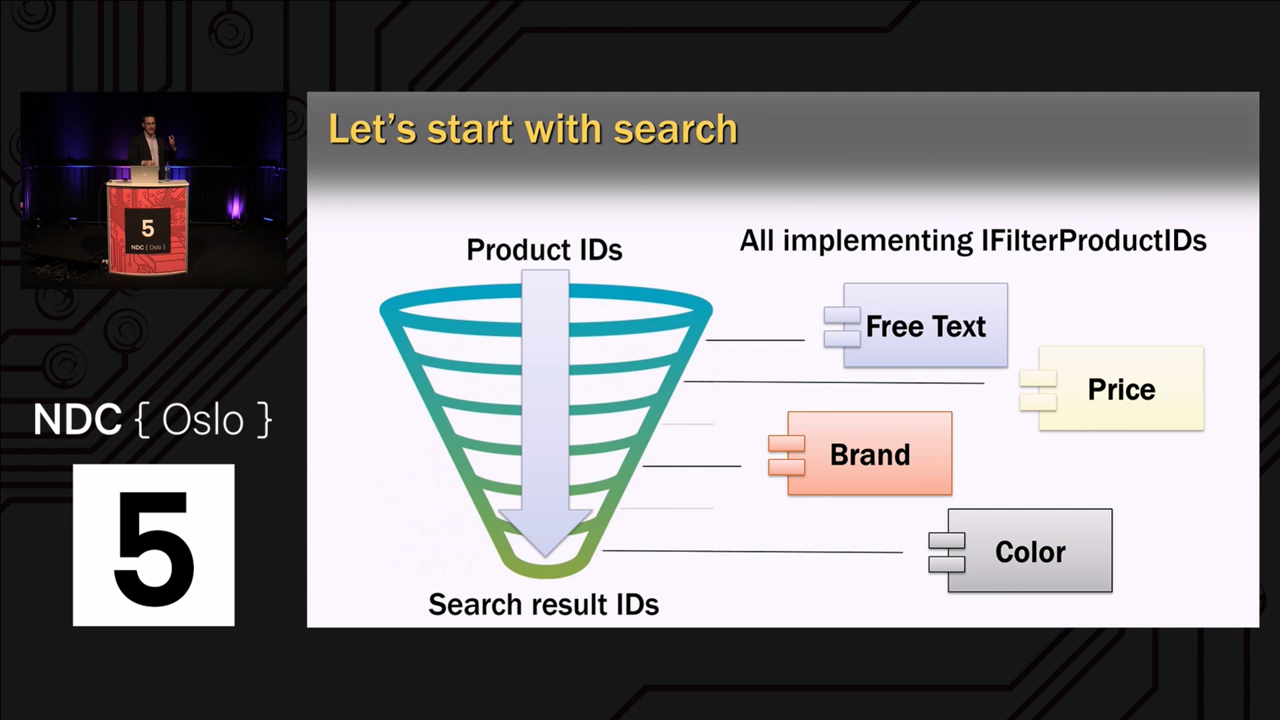 Let's start with search
Product IDs
All implementing IFilterProductIDs
Free Text
Price
Brand
Color
Search result IDs
5
NDC { Oslo }
NDC { Oslo }
5